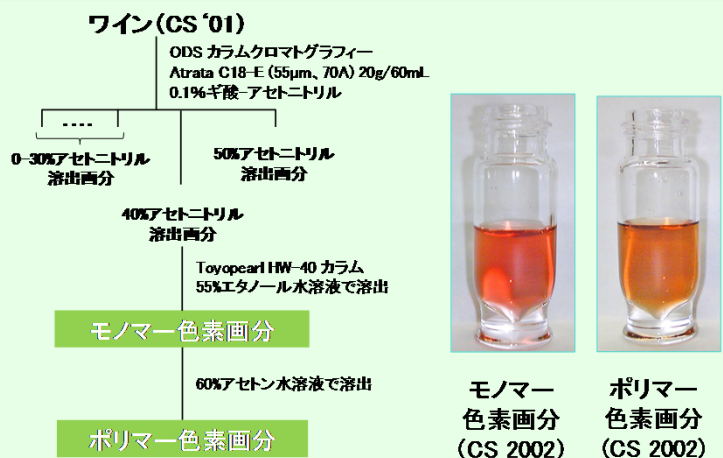 ワイン(CS ‘01)
ODS カラムクロマトグラフィー
Atrata C18-E (55μm、70A) 20g/60mL
0.1%ギ酸-アセトニトリル
0-30%アセトニトリル
溶出画分
50%アセトニトリル
溶出画分
40%アセトニトリル
溶出画分
Toyopearl HW-40 カラム
55%エタノール水溶液で溶出
モノマー色素画分
60%アセトン水溶液で溶出
ポリマー色素画分
モノマー
色素画分
(CS 2002)
ポリマー
色素画分
(CS 2002)